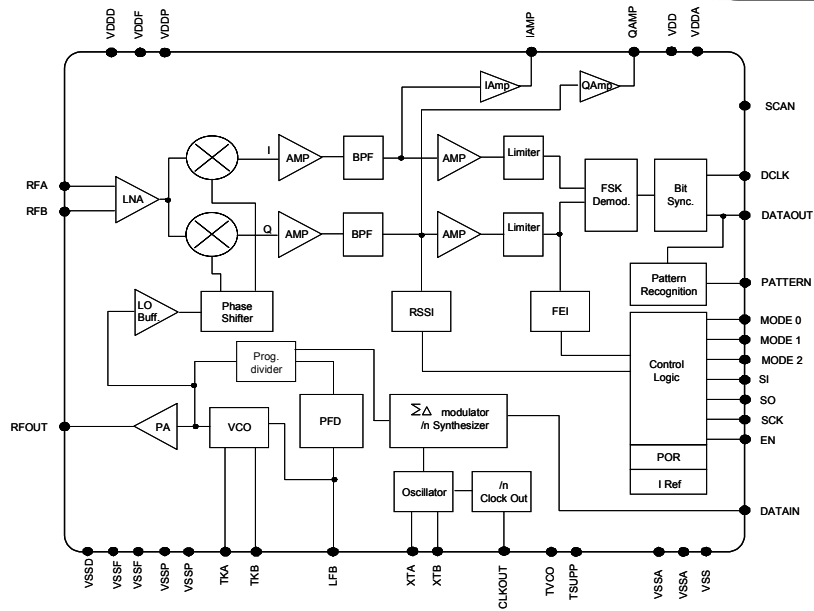 VDDD
VDDF
VDDP
IAMP
QAMP
VDD
VDDA
IAmp
QAmp
SCAN
I
AMP
BPF
AMP
Limiter
RFA
RFB
LNA
FSK
Demod.
Bit
Sync.
DCLK
DATAOUT
Q
AMP
BPF
AMP
Limiter
Pattern
Recognition
PATTERN
LO
Buff.
Phase
Shifter
RSSI
FEI
MODE 0
MODE 1
MODE 2
SI
SO
SCK
EN
Control
Logic
Prog.
divider
RFOUT
PA
VCO
PFD
ΣΔ modulator
/n Synthesizer
POR
I Ref
Oscillator
/n
Clock Out
DATAIN
VSSD
VSSF
VSSF
VSSP
VSSP
TKA
TKB
LFB
XTA
XTB
CLKOUT
TVCO
TSUPP
VSSA
VSSA
VSS